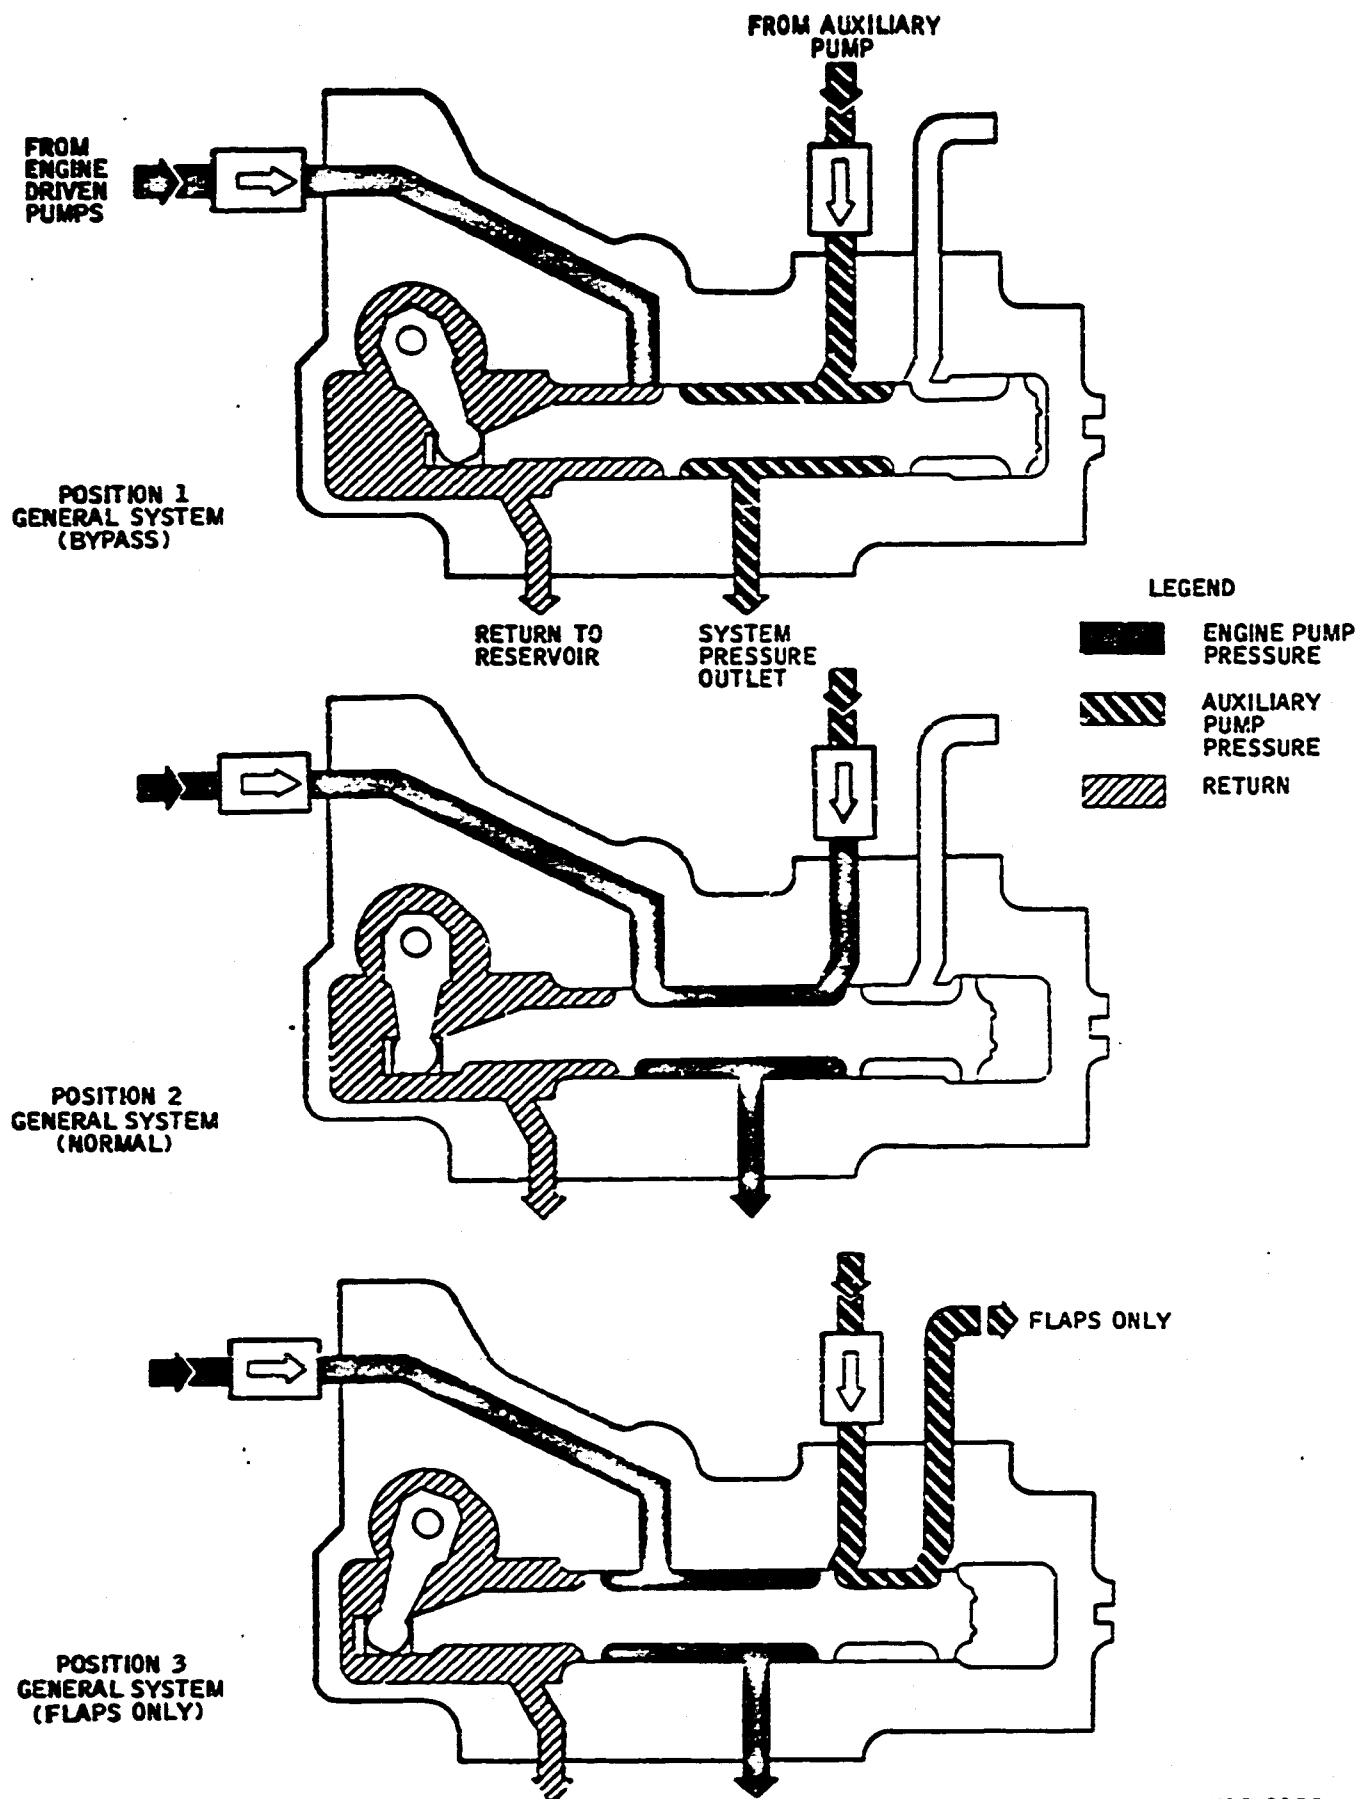 FROM AUXILIARY
PUMP
FROM
ENGINE
DRIVEN
PUMPS
POSITION 1
GENERAL SYSTEM
(BYPASS)
RETURN TO
RESERVOIR
SYSTEM
PRESSURE
OUTLET
LEGEND
ENGINE PUMP
PRESSURE
AUXILIARY
PUMP
PRESSURE
RETURN
POSITION 2
GENERAL SYSTEM
(NORMAL)
FLAPS ONLY
POSITION 3
GENERAL SYSTEM
(FLAPS ONLY)